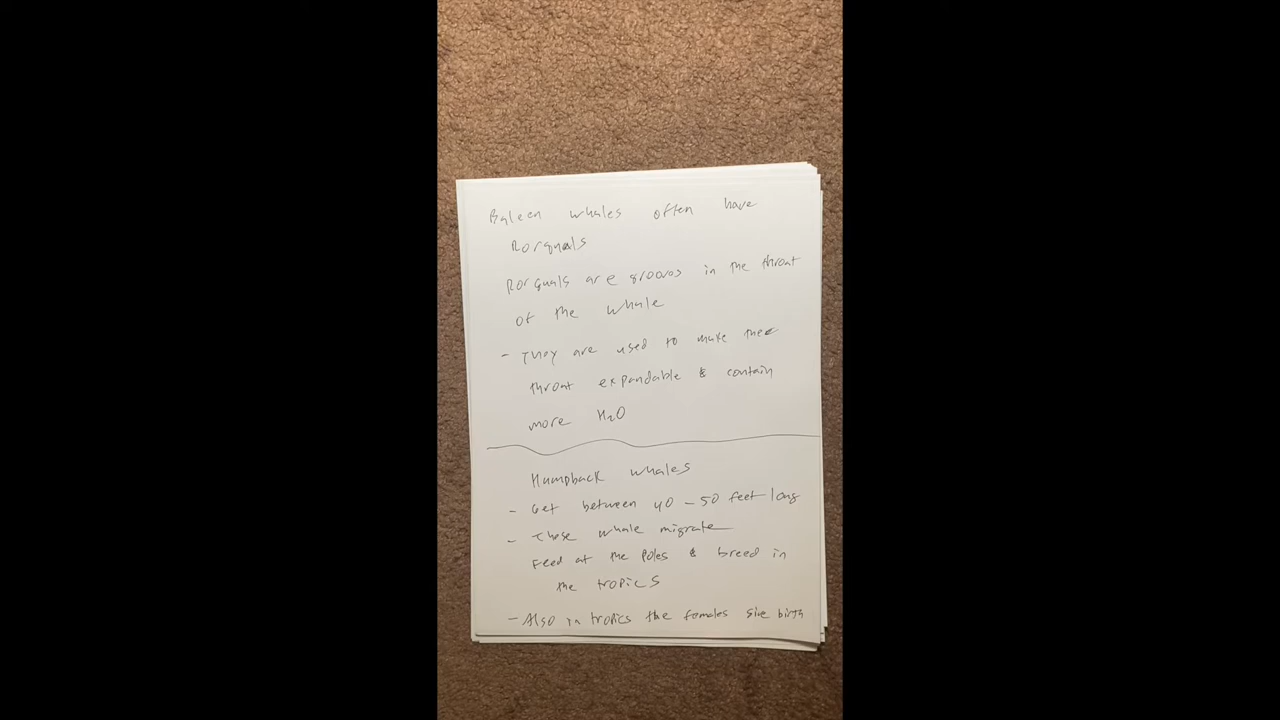 Baleen whales often have
Rorquals
Rorquals are grooves in the throat
of the whale
- They are used to make the
throat expandable & contain
more H2O
Humpback whales
- Get between 40 - 50 feet long
- These whale migrate
Feed at the Poles & breed in
the tropics
- Also in tropics the females give birth